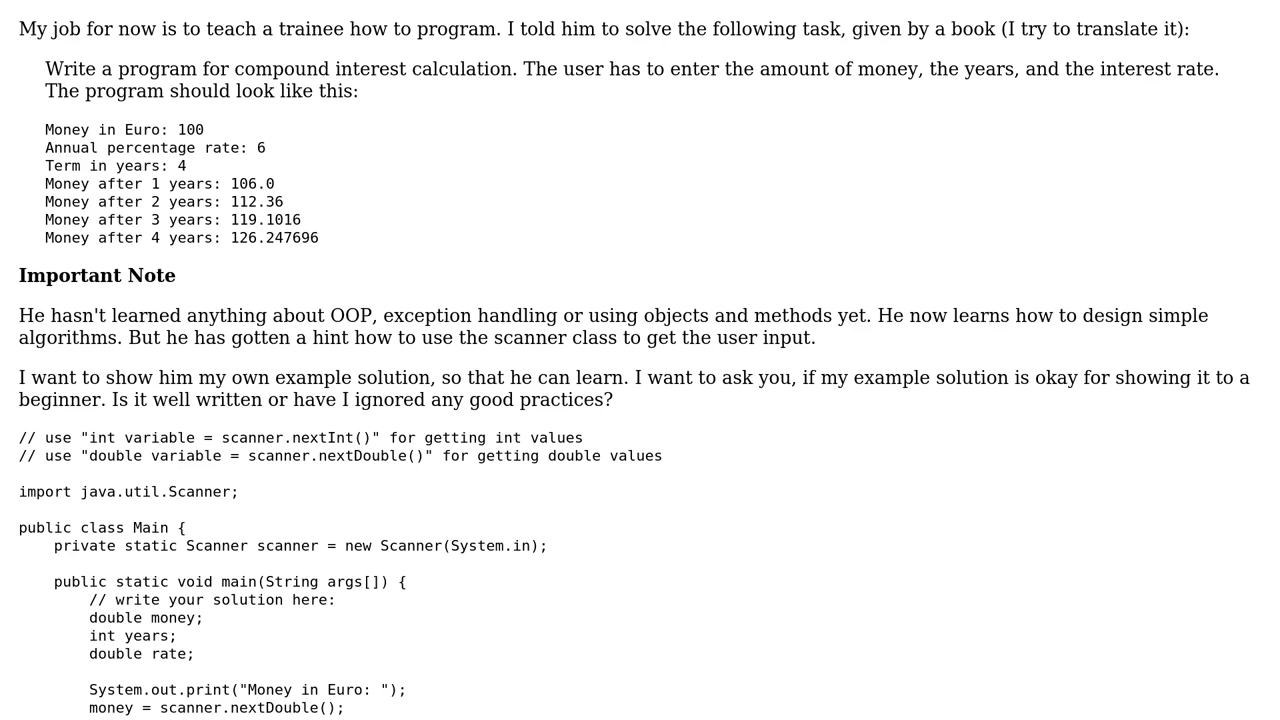 My job for now is to teach a trainee how to program. I told him to solve the following task, given by a book (I try to translate it):
Write a program for compound interest calculation. The user has to enter the amount of money, the years, and the interest rate.
The program should look like this:
Money in Euro: 100
Annual percentage rate: 6
Term in years: 4
Money after 1 years: 106.0
Money after 2 years: 112.36
Money after 3 years: 119.1016
Money after 4 years: 126.247696
Important Note
He hasn't learned anything about OOP, exception handling or using objects and methods yet. He now learns how to design simple
algorithms. But he has gotten a hint how to use the scanner class to get the user input.
I want to show him my own example solution, so that he can learn. I want to ask you, if my example solution is okay for showing it to a
beginner. Is it well written or have I ignored any good practices?
// use "int variable = scanner.nextInt()" for getting int values
// use "double variable = scanner.nextDouble()" for getting double values
import java.util.Scanner;
public class Main {
    private static Scanner scanner = new Scanner(System.in);
    public static void main(String args[]) {
        // write your solution here:
        double money;
        int years;
        double rate;
        System.out.print("Money in Euro: ");
        money = scanner.nextDouble();